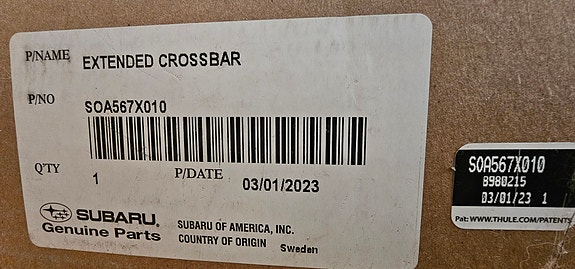 P/NAME EXTENDED CROSSBAR
P/NO SOA567X010
Q'TY 1 P/DATE 03/01/2023
SUBARU.
Genuine Parts
SUBARU OF AMERICA, INC.
COUNTRY OF ORIGIN Sweden
SOA567X010
8980215
03/01/23 1
Pat: WWW.THULE.COM/PATENTS